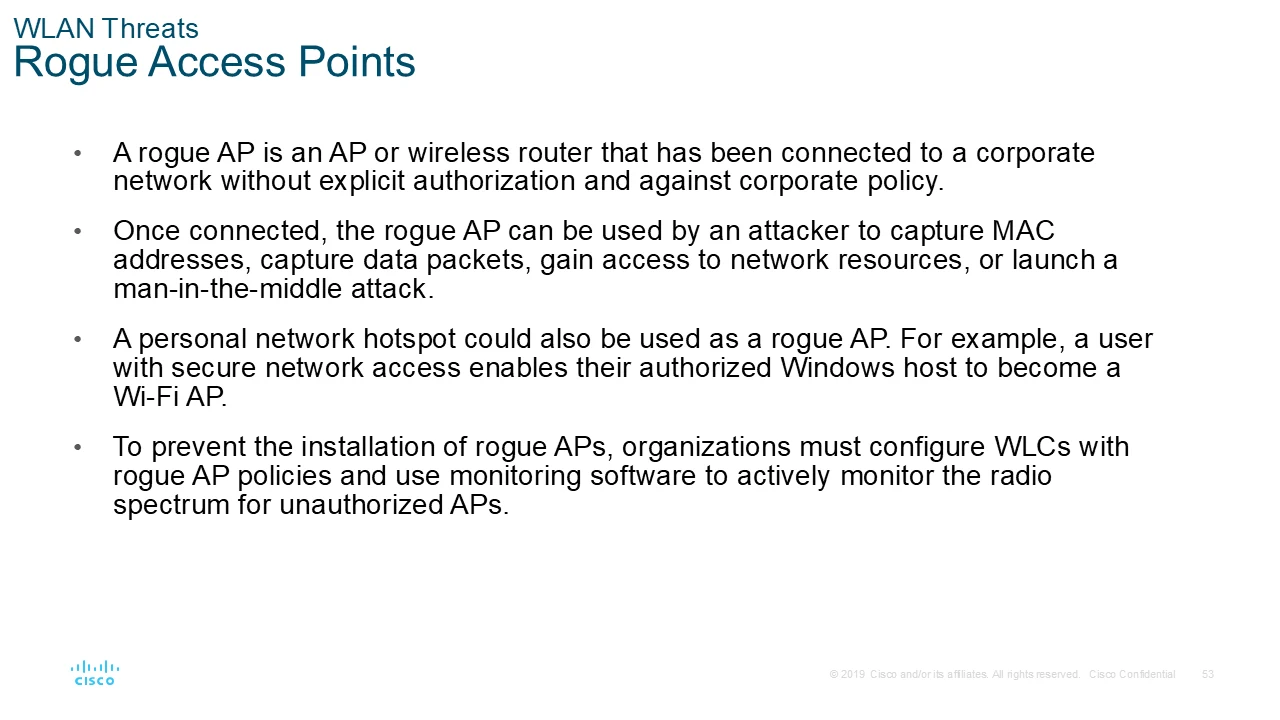 WLAN Threats
Rogue Access Points
• A rogue AP is an AP or wireless router that has been connected to a corporate
network without explicit authorization and against corporate policy.
• Once connected, the rogue AP can be used by an attacker to capture MAC
addresses, capture data packets, gain access to network resources, or launch a
man-in-the-middle attack.
• A personal network hotspot could also be used as a rogue AP. For example, a user
with secure network access enables their authorized Windows host to become a
Wi-Fi AP.
• To prevent the installation of rogue APs, organizations must configure WLCs with
rogue AP policies and use monitoring software to actively monitor the radio
spectrum for unauthorized APs.
CISCO
© 2019 Cisco and/or its affiliates. All rights reserved. Cisco Confidential 53